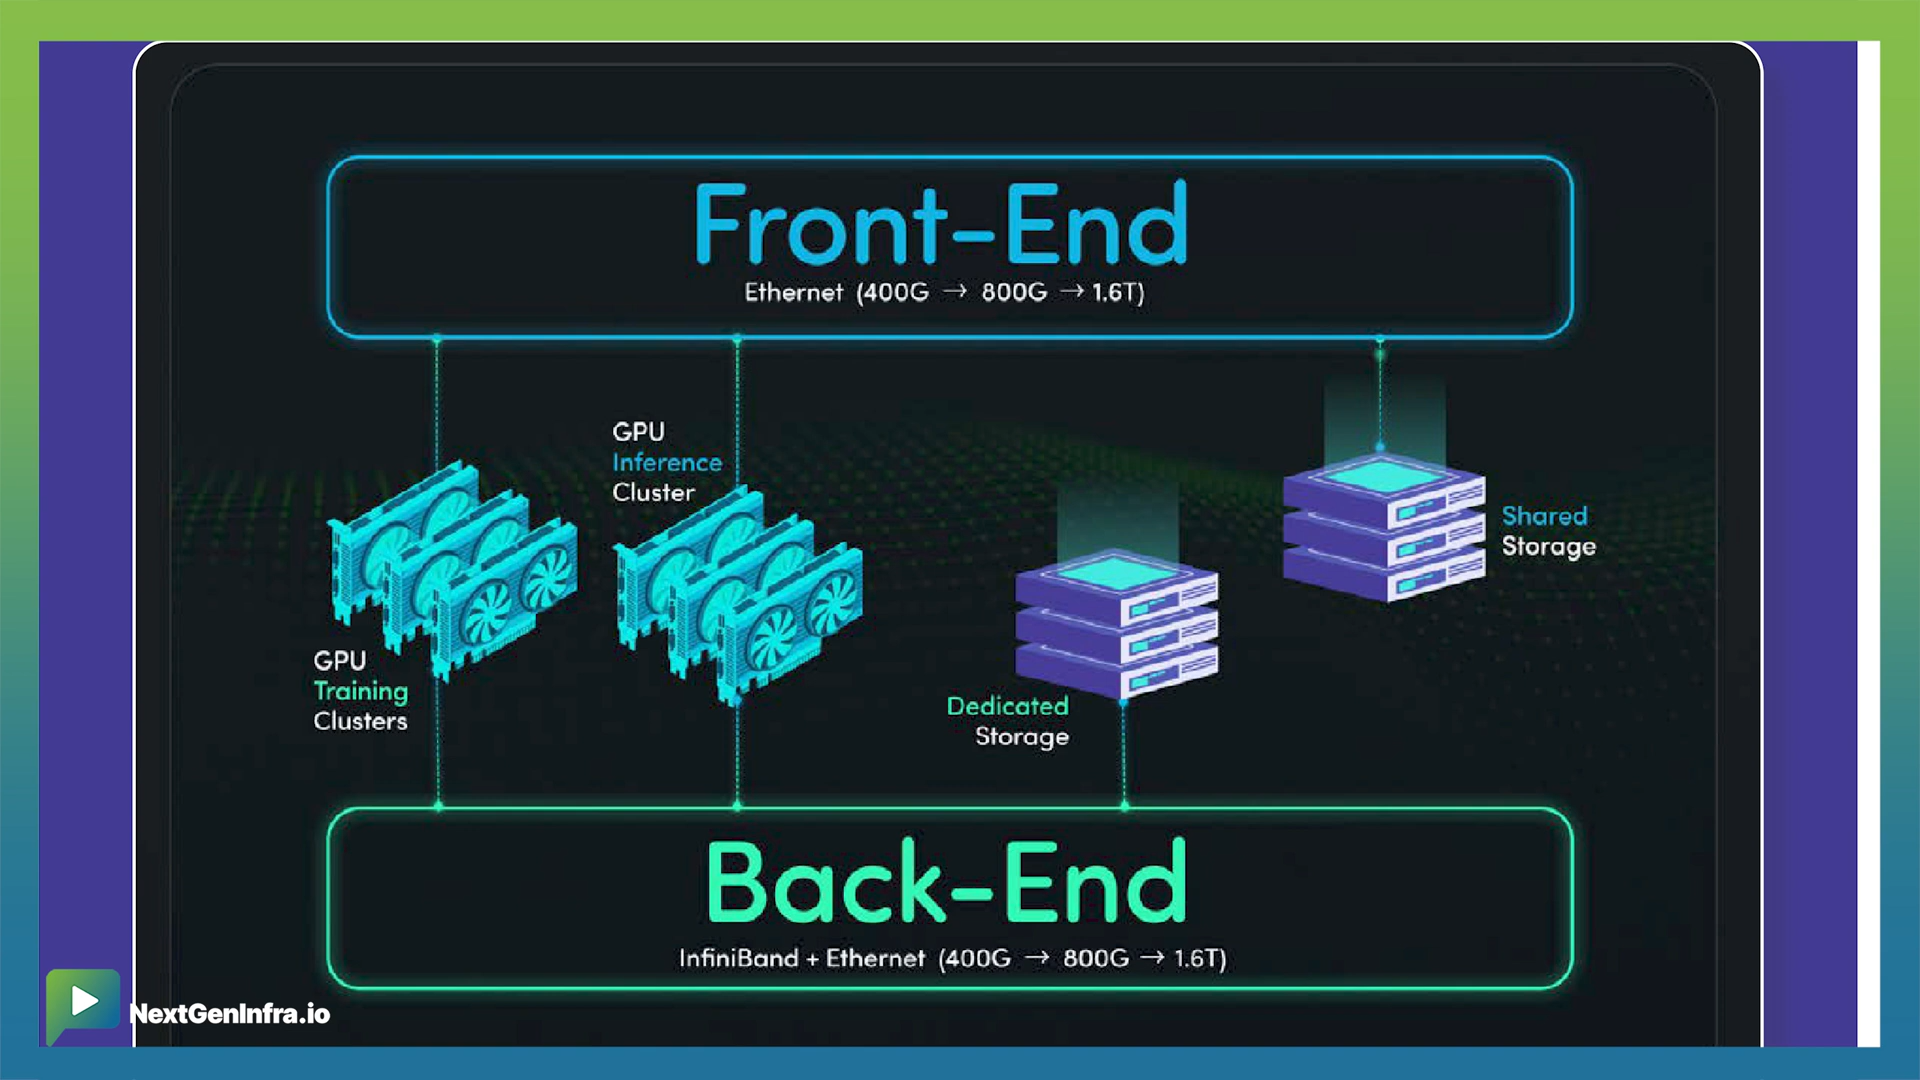 Front-End
Ethernet (400G → 800G → 1.6T)
GPU
Inference
Cluster
Shared
Storage
GPU
Training
Clusters
Dedicated
Storage
Back-End
InfiniBand + Ethernet (400G → 800G → 1.6T)
NextGenInfra.io